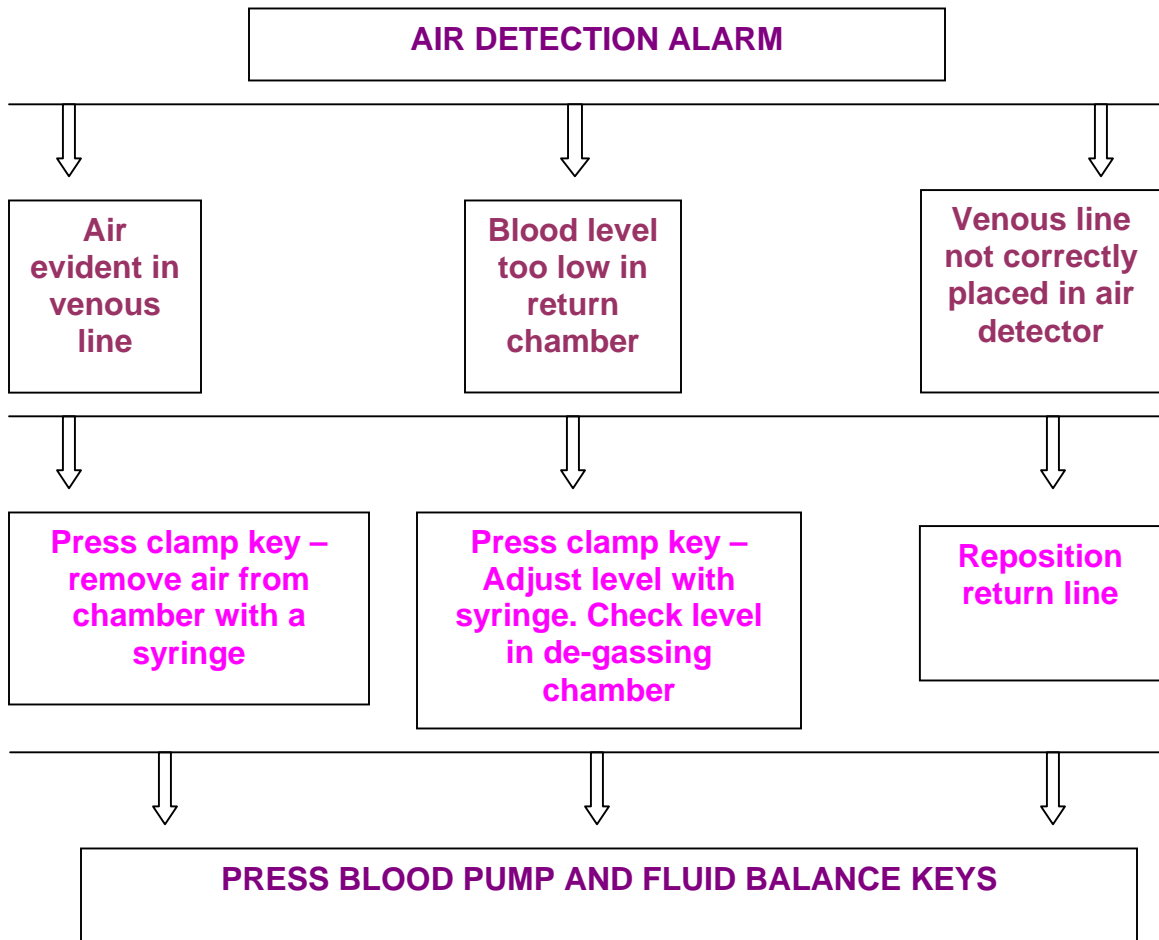 AIR DETECTION ALARM
Air
evident in
venous
line
Blood level
too low in
return
chamber
Venous line
not correctly
placed in air
detector
Press clamp key –
remove air from
chamber with a
syringe
Press clamp key –
Adjust level with
syringe. Check level
in de-gassing
chamber
Reposition
return line
PRESS BLOOD PUMP AND FLUID BALANCE KEYS